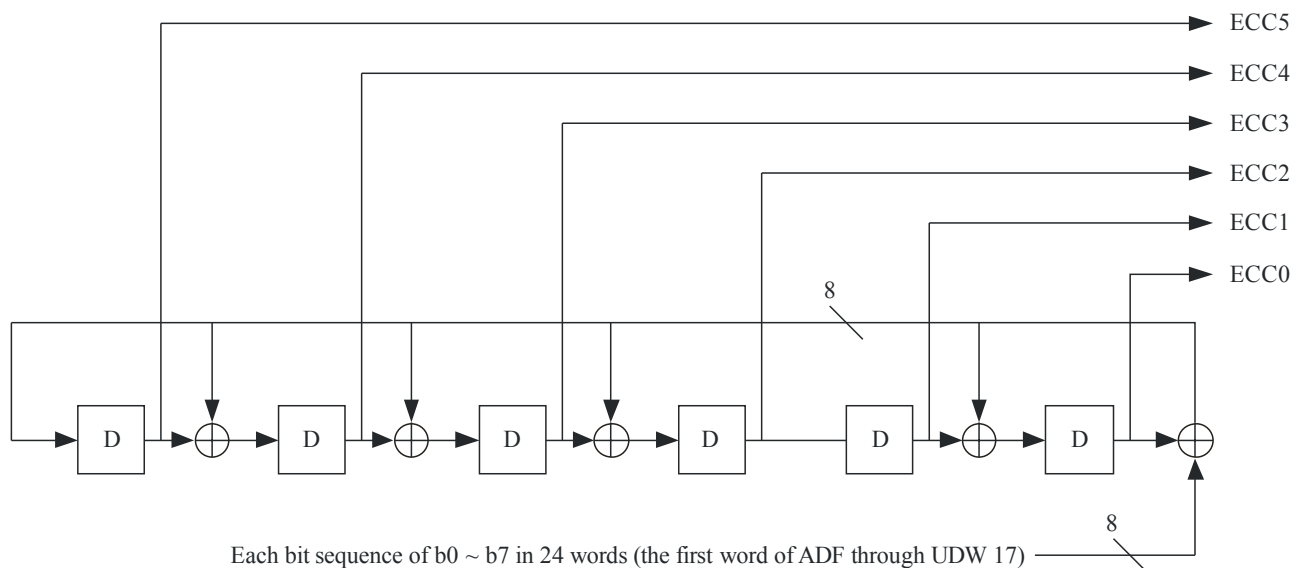 ECC5
ECC4
ECC3
ECC2
ECC1
ECC0
8
D
D
D
D
D
D
8
Each bit sequence of b0 ~ b7 in 24 words (the first word of ADF through UDW 17)